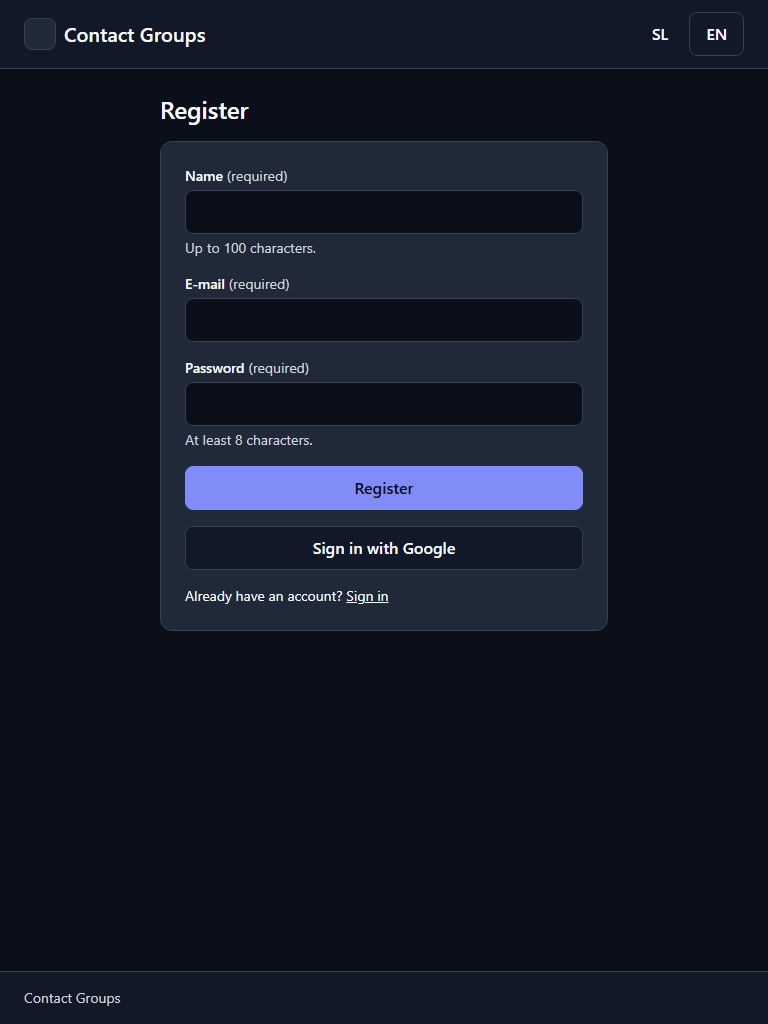 Contact Groups
SL
EN
Register
Name (required)
Up to 100 characters.
E-mail (required)
Password (required)
At least 8 characters.
Register
Sign in with Google
Already have an account? Sign in
Contact Groups